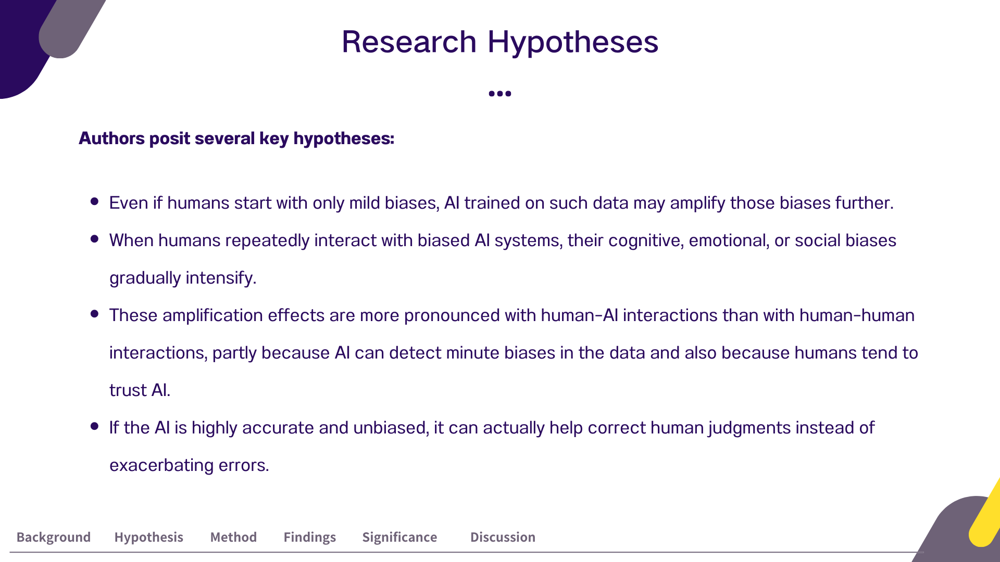 Research Hypotheses
...
Authors posit several key hypotheses:
• Even if humans start with only mild biases, AI trained on such data may amplify those biases further.
• When humans repeatedly interact with biased AI systems, their cognitive, emotional, or social biases
gradually intensify.
• These amplification effects are more pronounced with human-AI interactions than with human-human
interactions, partly because AI can detect minute biases in the data and also because humans tend to
trust AI.
• If the AI is highly accurate and unbiased, it can actually help correct human judgments instead of
exacerbating errors.
Background Hypothesis Method Findings Significance Discussion